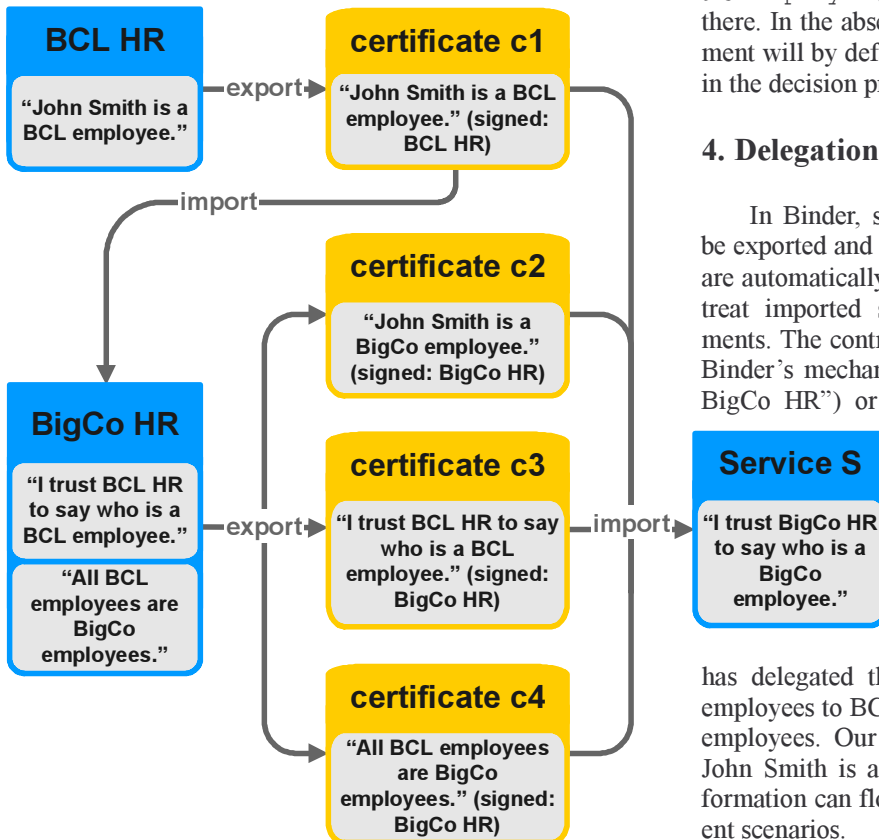 BCL HR
“John Smith is a
BCL employee.”
export
certificate c1
“John Smith is a BCL
employee.” (signed:
BCL HR)
import
certificate c2
“John Smith is a
BigCo employee.”
(signed: BigCo HR)
BigCo HR
“I trust BCL HR
to say who is a
BCL employee.”
“All BCL
employees are
BigCo
employees.”
export
certificate c3
“I trust BCL HR to say
who is a BCL
employee.” (signed:
BigCo HR)
certificate c4
“All BCL employees
are BigCo
employees.” (signed:
BigCo HR)
import
Service S
“I trust BigCo HR
to say who is a
BigCo
employee.”
there. In the abse
ment will by def
in the decision p
4. Delegation
In Binder, s
be exported and
are automatically
treat imported s
ments. The contr
Binder’s mechan
BigCo HR”) or
has delegated th
employees to BC
employees. Our
John Smith is a
formation can fl
ent scenarios.